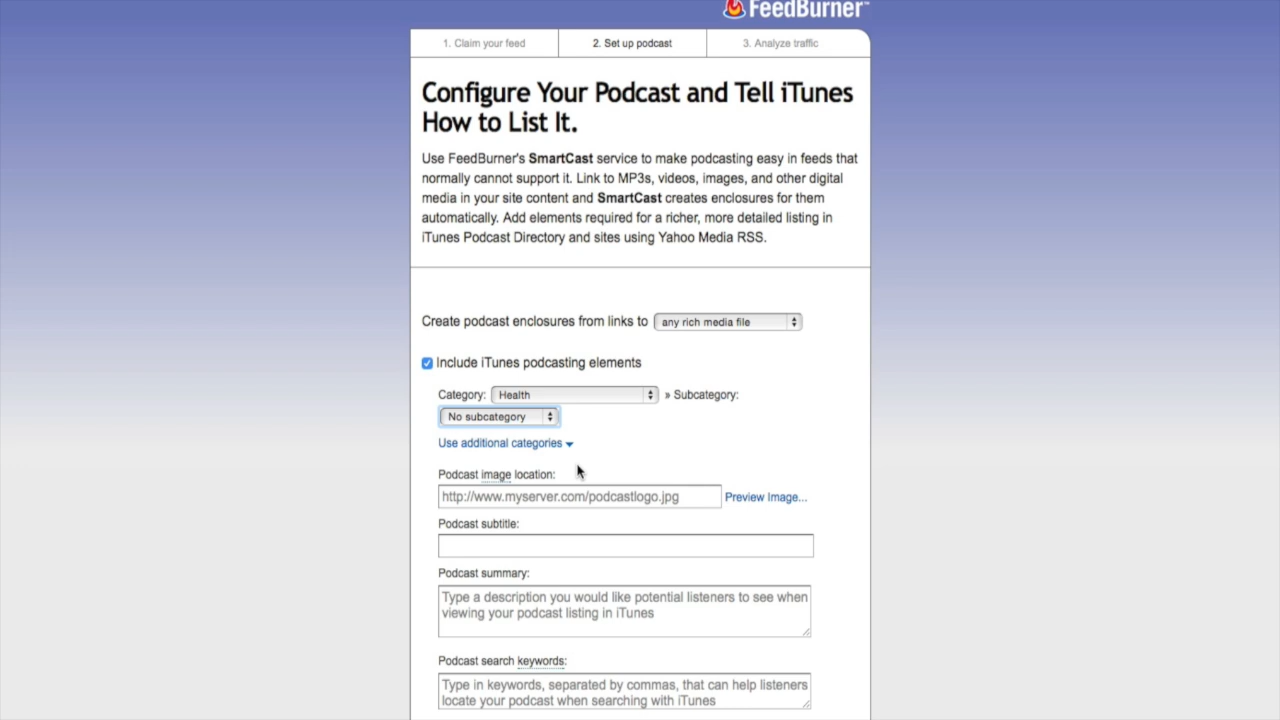 FeedBurner™
1. Claim your feed
2. Set up podcast
3. Analyze traffic
Configure Your Podcast and Tell iTunes
How to List It.
Use FeedBurner's SmartCast service to make podcasting easy in feeds that
normally cannot support it. Link to MP3s, videos, images, and other digital
media in your site content and SmartCast creates enclosures for them
automatically. Add elements required for a richer, more detailed listing in
iTunes Podcast Directory and sites using Yahoo Media RSS.
Create podcast enclosures from links to any rich media file
Include iTunes podcasting elements
Category: Health » Subcategory:
No subcategory
Use additional categories
Podcast image location:
http://www.myserver.com/podcastlogo.jpg Preview Image...
Podcast subtitle:
Podcast summary:
Type a description you would like potential listeners to see when
viewing your podcast listing in iTunes
Podcast search keywords:
Type in keywords, separated by commas, that can help listeners
locate your podcast when searching with iTunes